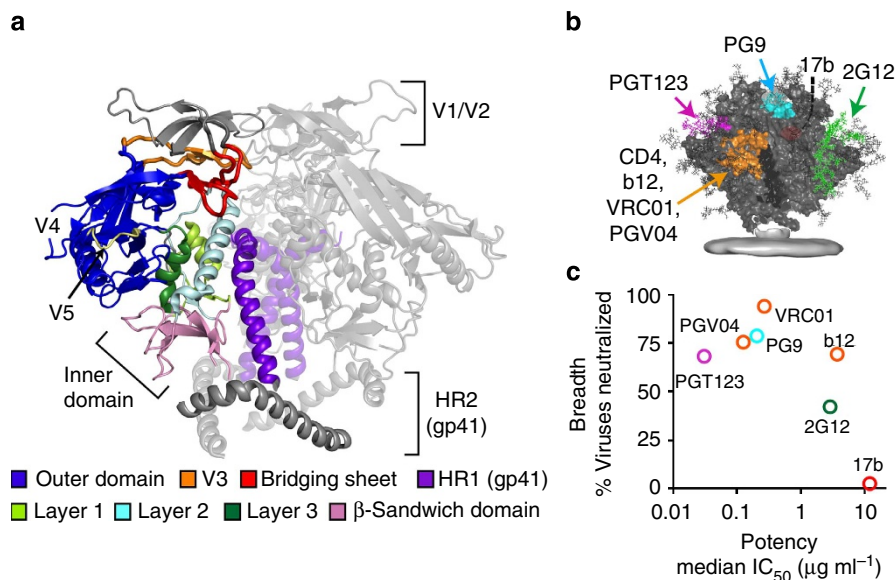 a
V1/V2
V4
V5
Inner
domain
HR2
(gp41)
Outer domain
V3
Bridging sheet
HR1 (gp41)
Layer 1
Layer 2
Layer 3
β-Sandwich domain
b
PG9
17b
2G12
PGT123
CD4,
b12,
VRC01,
PGV04
c
Breadth
% Viruses neutralized
100
75
50
25
0
PGV04
VRC01
PG9
b12
PGT123
2G12
17b
0.01
0.1
1
10
Potency
median IC50 (μg ml−1)